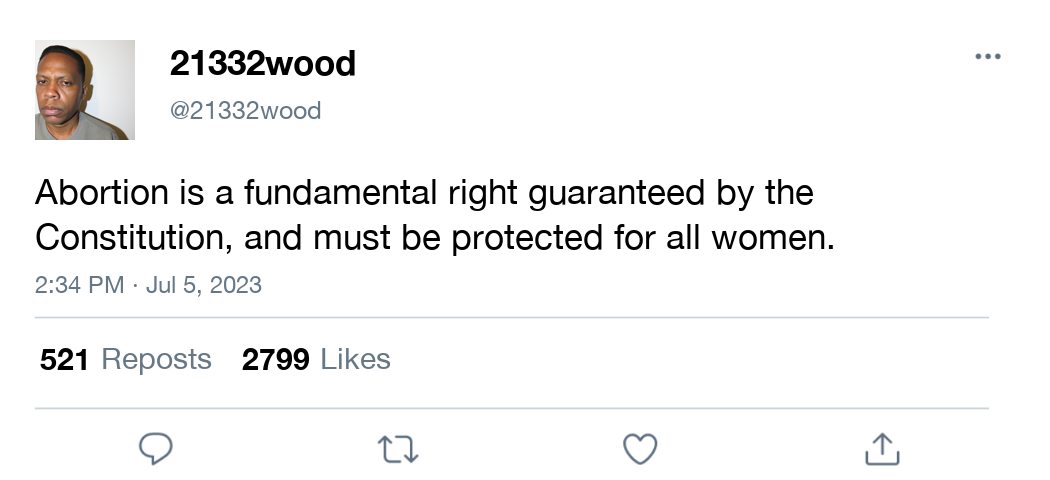 21332wood
@21332wood
Abortion is a fundamental right guaranteed by the
Constitution, and must be protected for all women.
2:34 PM · Jul 5, 2023
521 Reposts 2799 Likes